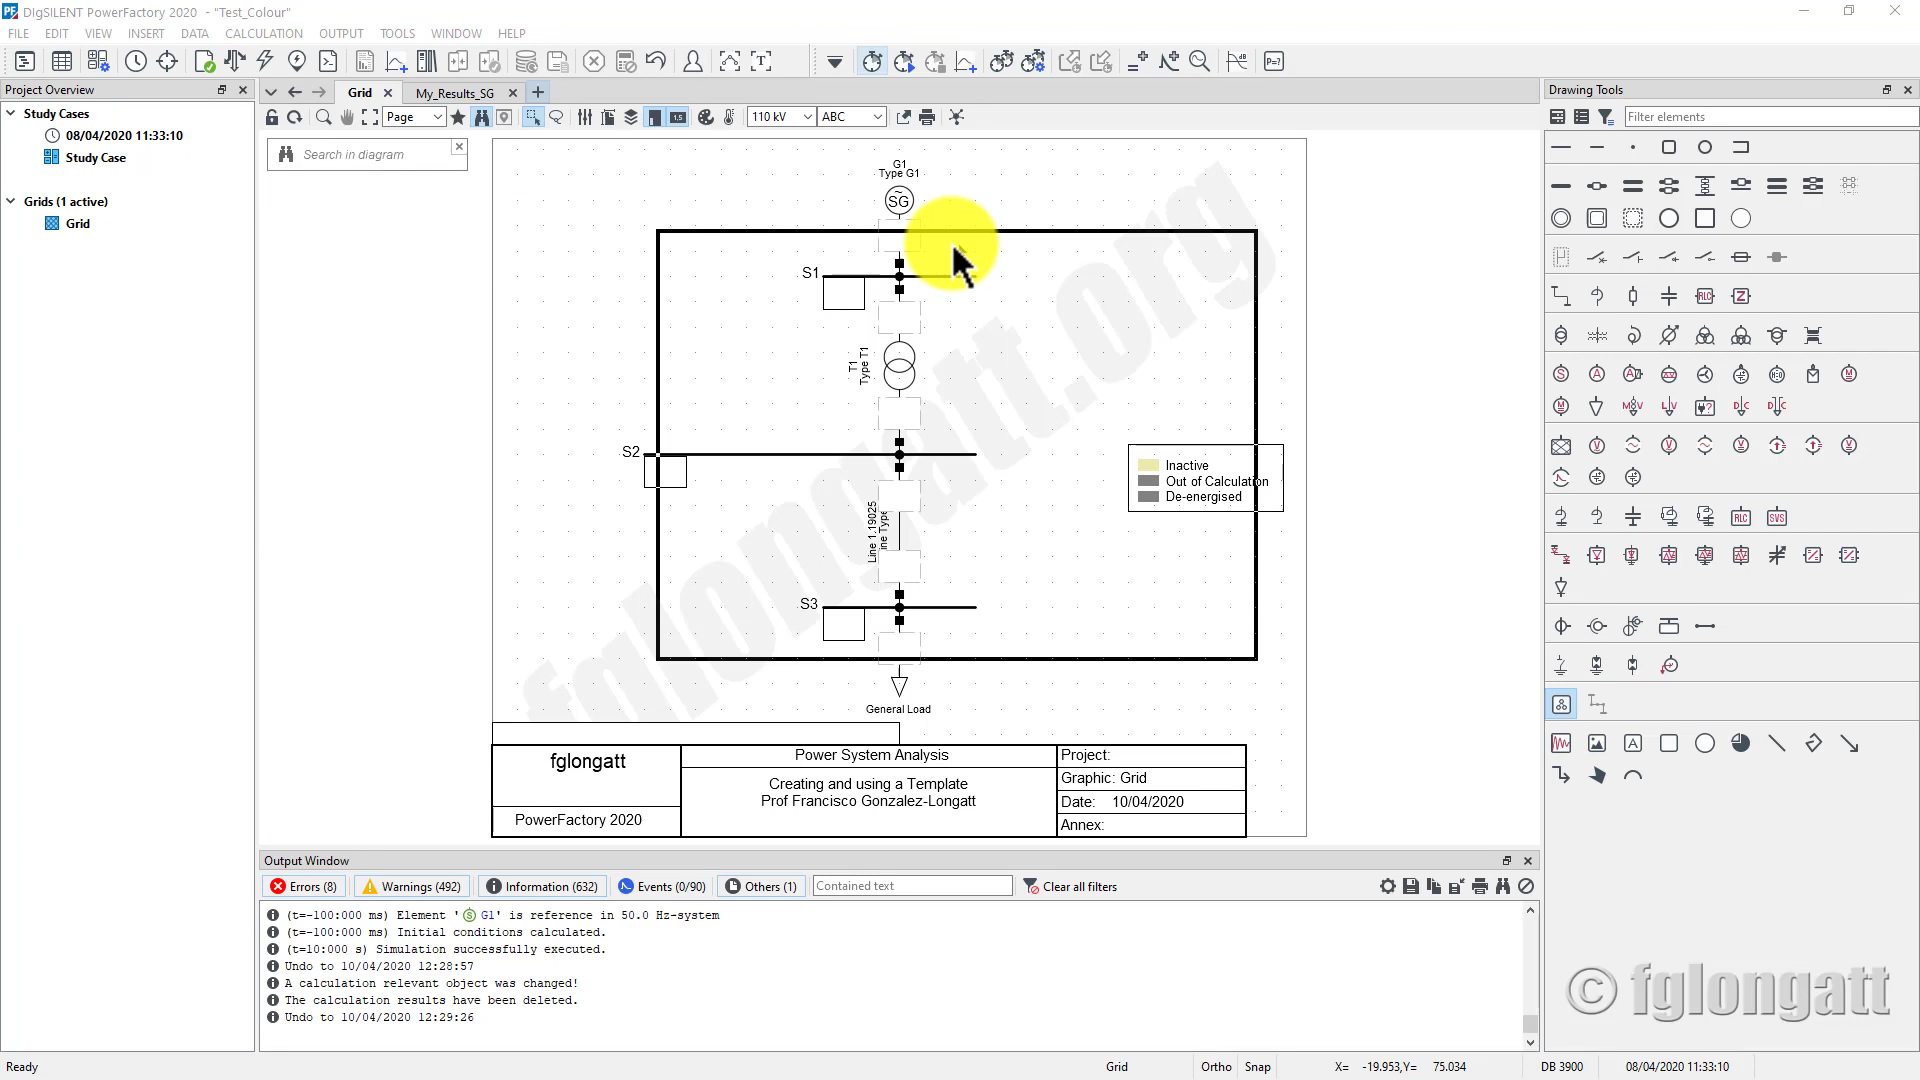 DIgSILENT PowerFactory 2020 - "Test_Colour"
FILE EDIT VIEW INSERT DATA CALCULATION OUTPUT TOOLS WINDOW HELP
Project Overview
Study Cases
08/04/2020 11:33:10
Study Case
Grids (1 active)
Grid
Grid
My_Results_SG
Page
1.5
110 kV
ABC
Search in diagram
G1
Type G1
SG
S1
T1
Type T1
S2
Inactive
Out of Calculation
De-energised
Line 1.19025
S3
General Load
fglongatt.org
fglongatt
PowerFactory 2020
Power System Analysis
Creating and using a Template
Prof Francisco Gonzalez-Longatt
Project:
Graphic: Grid
Date: 10/04/2020
Annex:
Drawing Tools
Filter elements
Output Window
Errors (8)
Warnings (492)
Information (632)
Events (0/90)
Others (1)
Contained text
Clear all filters
(t=-100:000 ms) Element ' G1' is reference in 50.0 Hz-system
(t=-100:000 ms) Initial conditions calculated.
(t=10:000 s) Simulation successfully executed.
Undo to 10/04/2020 12:28:57
A calculation relevant object was changed!
The calculation results have been deleted.
Undo to 10/04/2020 12:29:26
© fglongatt
Ready
Grid
Ortho
Snap
X= -19.953,Y= 75.034
DB 3900
08/04/2020 11:33:10